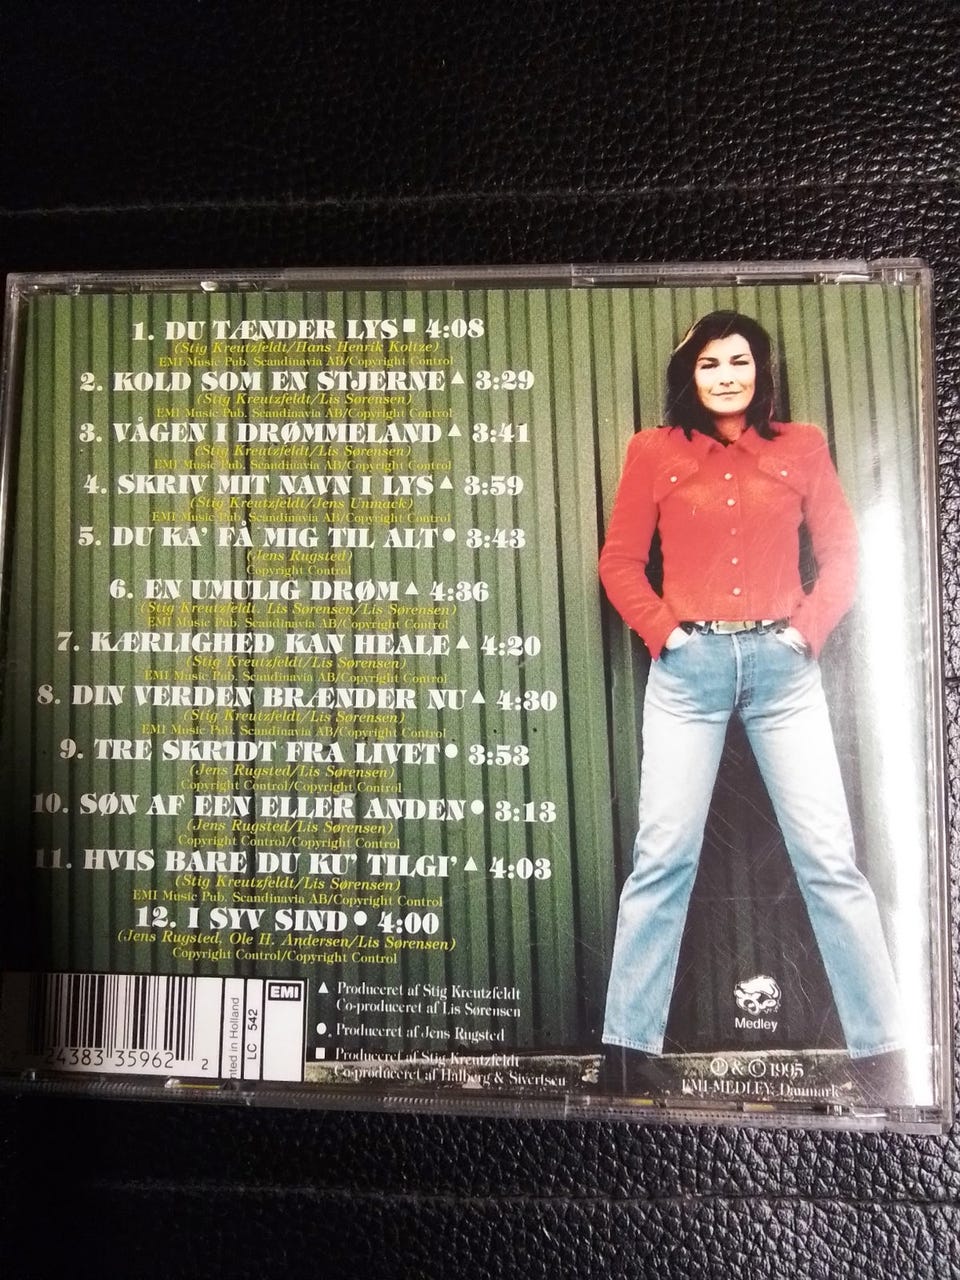 1. DU TÆNDER LYS ■ 4:08
(Stig Kreutzfeldt/Hans Henrik Koltze)
EMI Music Pub. Scandinavia AB/Copyright Control
2. KOLD SOM EN STJERNE ▲ 3:29
(Stig Kreutzfeldt/Lis Sørensen)
EMI Music Pub. Scandinavia AB/Copyright Control
3. VÅGEN I DRØMMELAND ▲ 3:41
(Stig Kreutzfeldt/Lis Sørensen)
EMI Music Pub. Scandinavia AB/Copyright Control
4. SKRIV MIT NAVN I LYS ▲ 3:59
(Stig Kreutzfeldt/Jens Unmack)
EMI Music Pub. Scandinavia AB/Copyright Control
5. DU KA' FÅ MIG TIL ALT ● 3:43
(Jens Rugsted)
Copyright Control
6. EN UMULIG DRØM ▲ 4:36
(Stig Kreutzfeldt, Lis Sørensen/Lis Sørensen)
EMI Music Pub. Scandinavia AB/Copyright Control
7. KÆRLIGHED KAN HEALE ▲ 4:20
(Stig Kreutzfeldt/Lis Sørensen)
EMI Music Pub. Scandinavia AB/Copyright Control
8. DIN VERDEN BRÆNDER NU ▲ 4:30
(Stig Kreutzfeldt/Lis Sørensen)
EMI Music Pub. Scandinavia AB/Copyright Control
9. TRE SKRIDT FRA LIVET ● 3:53
(Jens Rugsted/Lis Sørensen)
Copyright Control/Copyright Control
10. SØN AF EEN ELLER ANDEN ● 3:13
(Jens Rugsted/Lis Sørensen)
Copyright Control/Copyright Control
11. HVIS BARE DU KU' TILGI' ▲ 4:03
(Stig Kreutzfeldt/Lis Sørensen)
EMI Music Pub. Scandinavia AB/Copyright Control
12. I SYV SIND ● 4:00
(Jens Rugsted, Ole H. Andersen/Lis Sørensen)
Copyright Control/Copyright Control
24383 35962 2
nted in Holland
LC 542
EMI
▲ Produceret af Stig Kreutzfeldt
Co-produceret af Lis Sørensen
●. Produceret af Jens Rugsted
■ Produceret af Stig Kreutzfeldt
Co-produceret af Halberg & Sivertsen
Medley
Ⓟ & © 1995
EMI-MEDLEY, Danmark